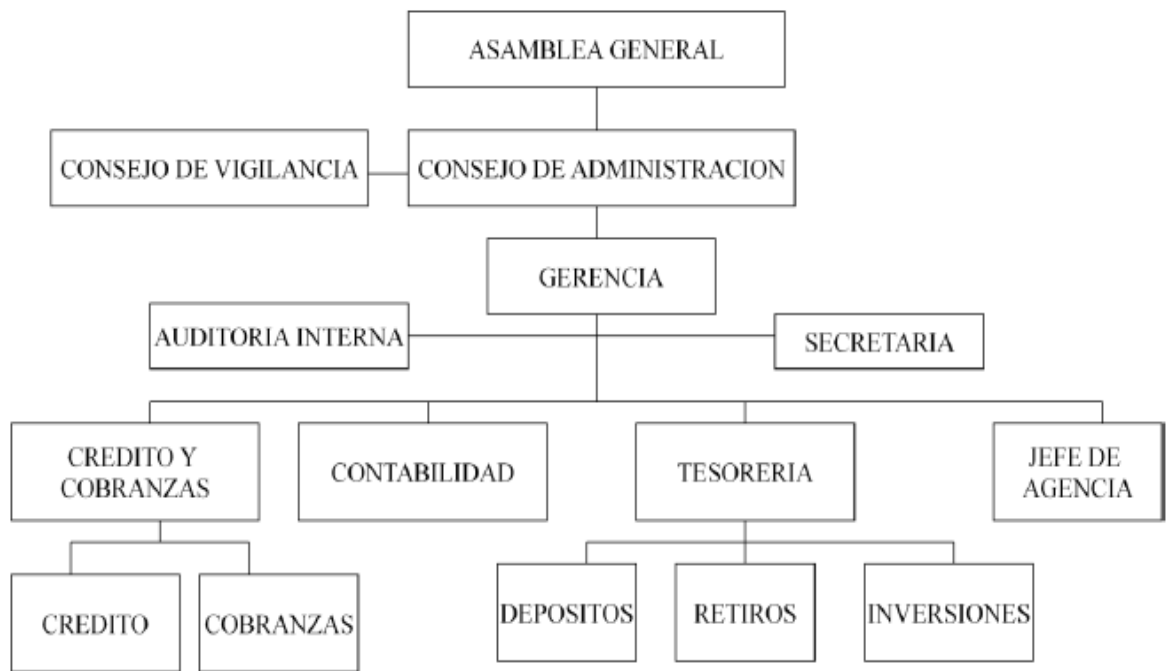 ASAMBLEA GENERAL
CONSEJO DE VIGILANCIA
CONSEJO DE ADMINISTRACION
GERENCIA
AUDITORIA INTERNA
SECRETARIA
CREDITO Y
COBRANZAS
CONTABILIDAD
TESORERIA
JEFE DE
AGENCIA
CREDITO
COBRANZAS
DEPOSITOS
RETIROS
INVERSIONES